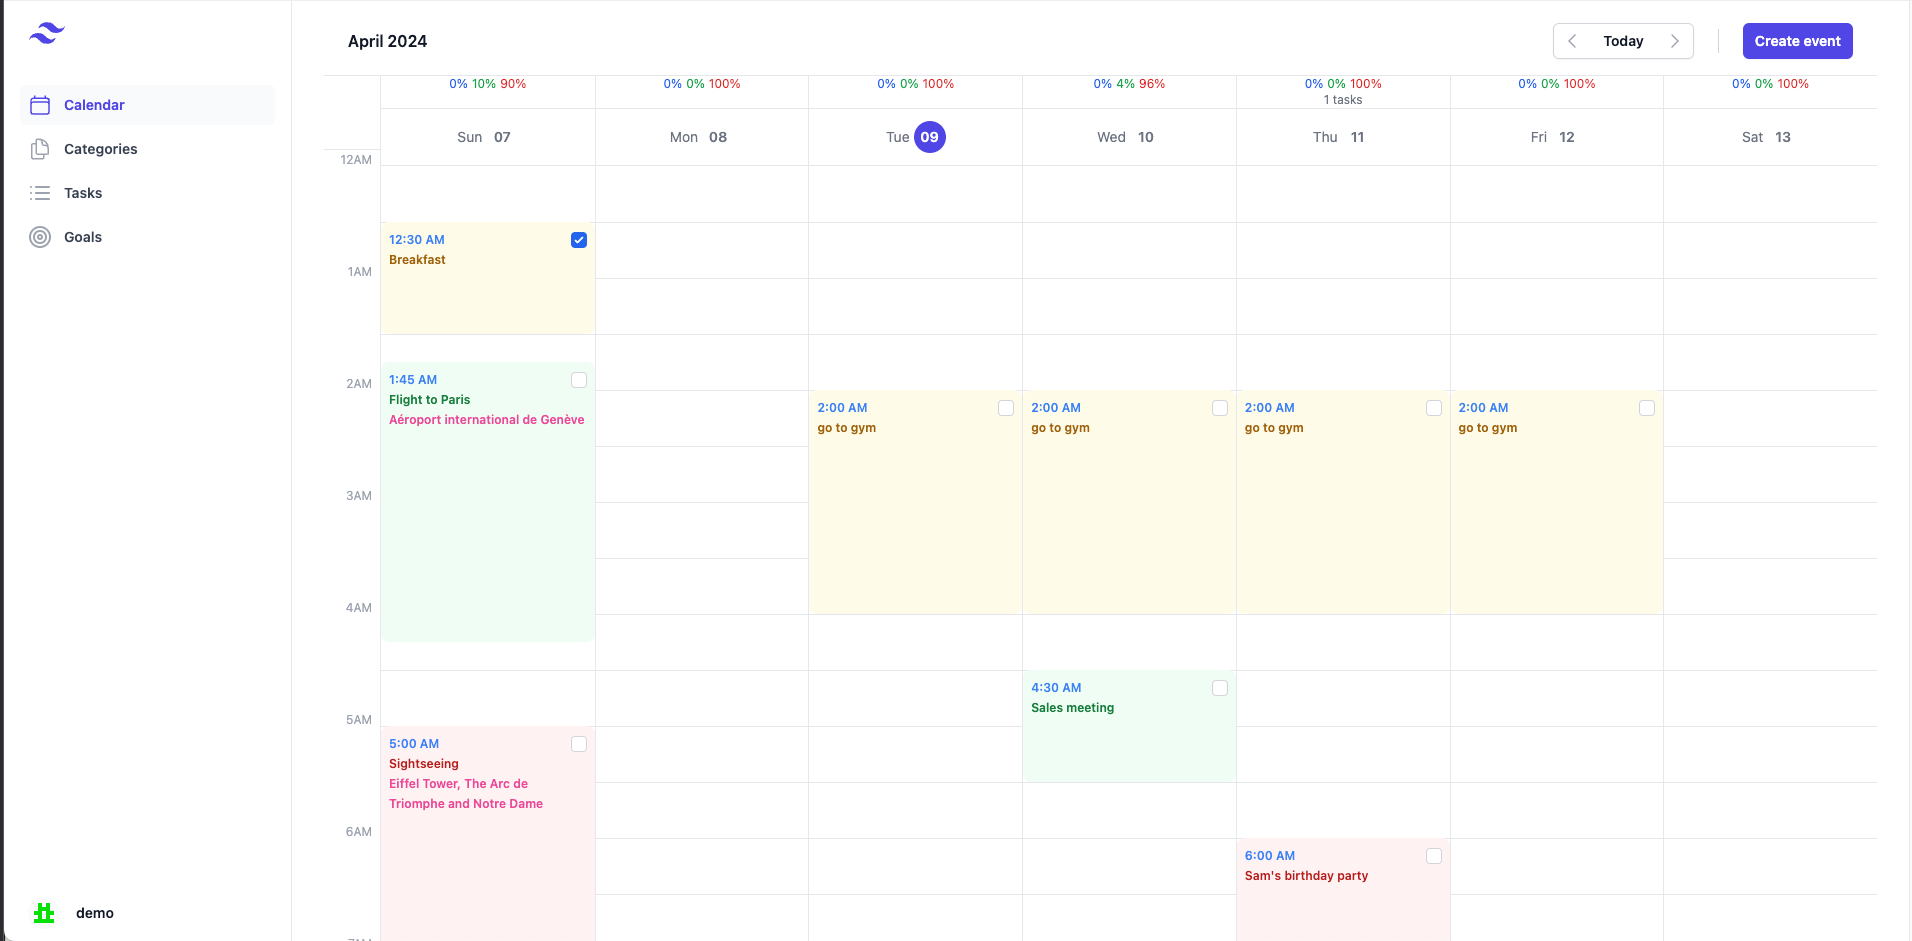 April 2024
Today
Create event
Calendar
Categories
Tasks
Goals
demo
0% 10% 90%
0% 0% 100%
0% 0% 100%
0% 4% 96%
0% 0% 100%
1 tasks
0% 0% 100%
0% 0% 100%
Sun 07
Mon 08
Tue 09
Wed 10
Thu 11
Fri 12
Sat 13
12AM
1AM
2AM
3AM
4AM
5AM
6AM
12:30 AM
Breakfast
1:45 AM
Flight to Paris
Aéroport international de Genève
5:00 AM
Sightseeing
Eiffel Tower, The Arc de
Triomphe and Notre Dame
2:00 AM
go to gym
2:00 AM
go to gym
4:30 AM
Sales meeting
2:00 AM
go to gym
6:00 AM
Sam's birthday party
2:00 AM
go to gym